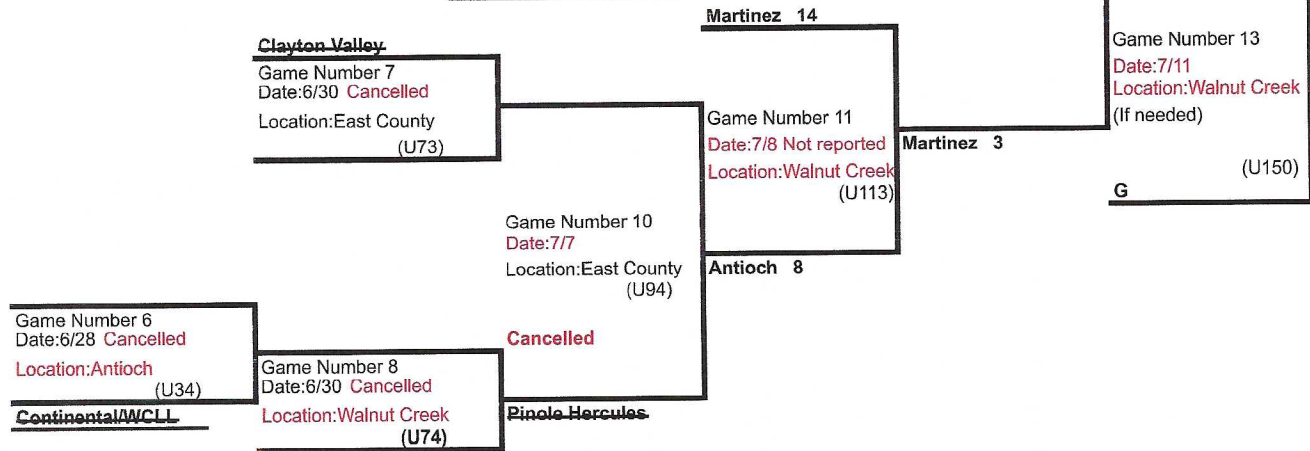 Martinez 14
Clayton Valley
Game Number 7
Date:6/30 Cancelled
Location:East County
(U73)
Game Number 13
Date:7/11
Location:Walnut Creek
(If needed)
(U150)
G
Game Number 11
Date:7/8 Not reported
Location:Walnut Creek
(U113)
Martinez 3
Game Number 10
Date:7/7
Location:East County
(U94)
Cancelled
Antioch 8
Game Number 6
Date:6/28 Cancelled
Location:Antioch
(U34)
Continental/WCLL
Game Number 8
Date:6/30 Cancelled
Location:Walnut Creek
(U74)
Pinole Hercules